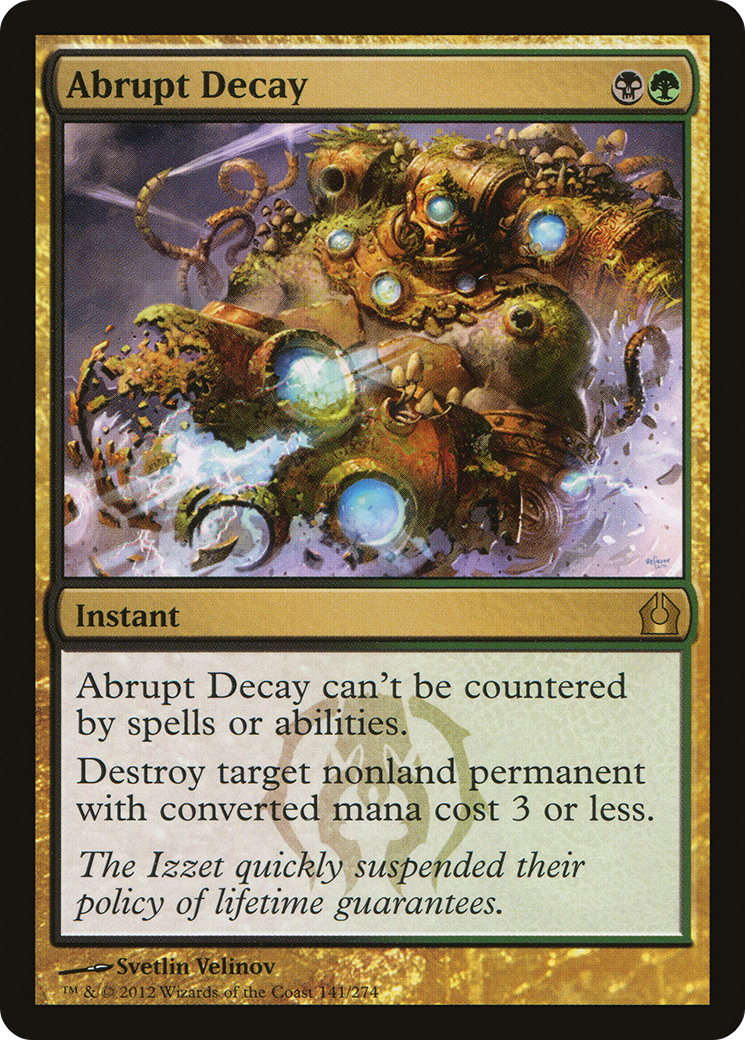 Abrupt Decay
Instant
Abrupt Decay can't be countered
by spells or abilities.
Destroy target nonland permanent
with converted mana cost 3 or less.
The Izzet quickly suspended their
policy of lifetime guarantees.
Svetlin Velinov
™ & © 2012 Wizards of the Coast 141/274